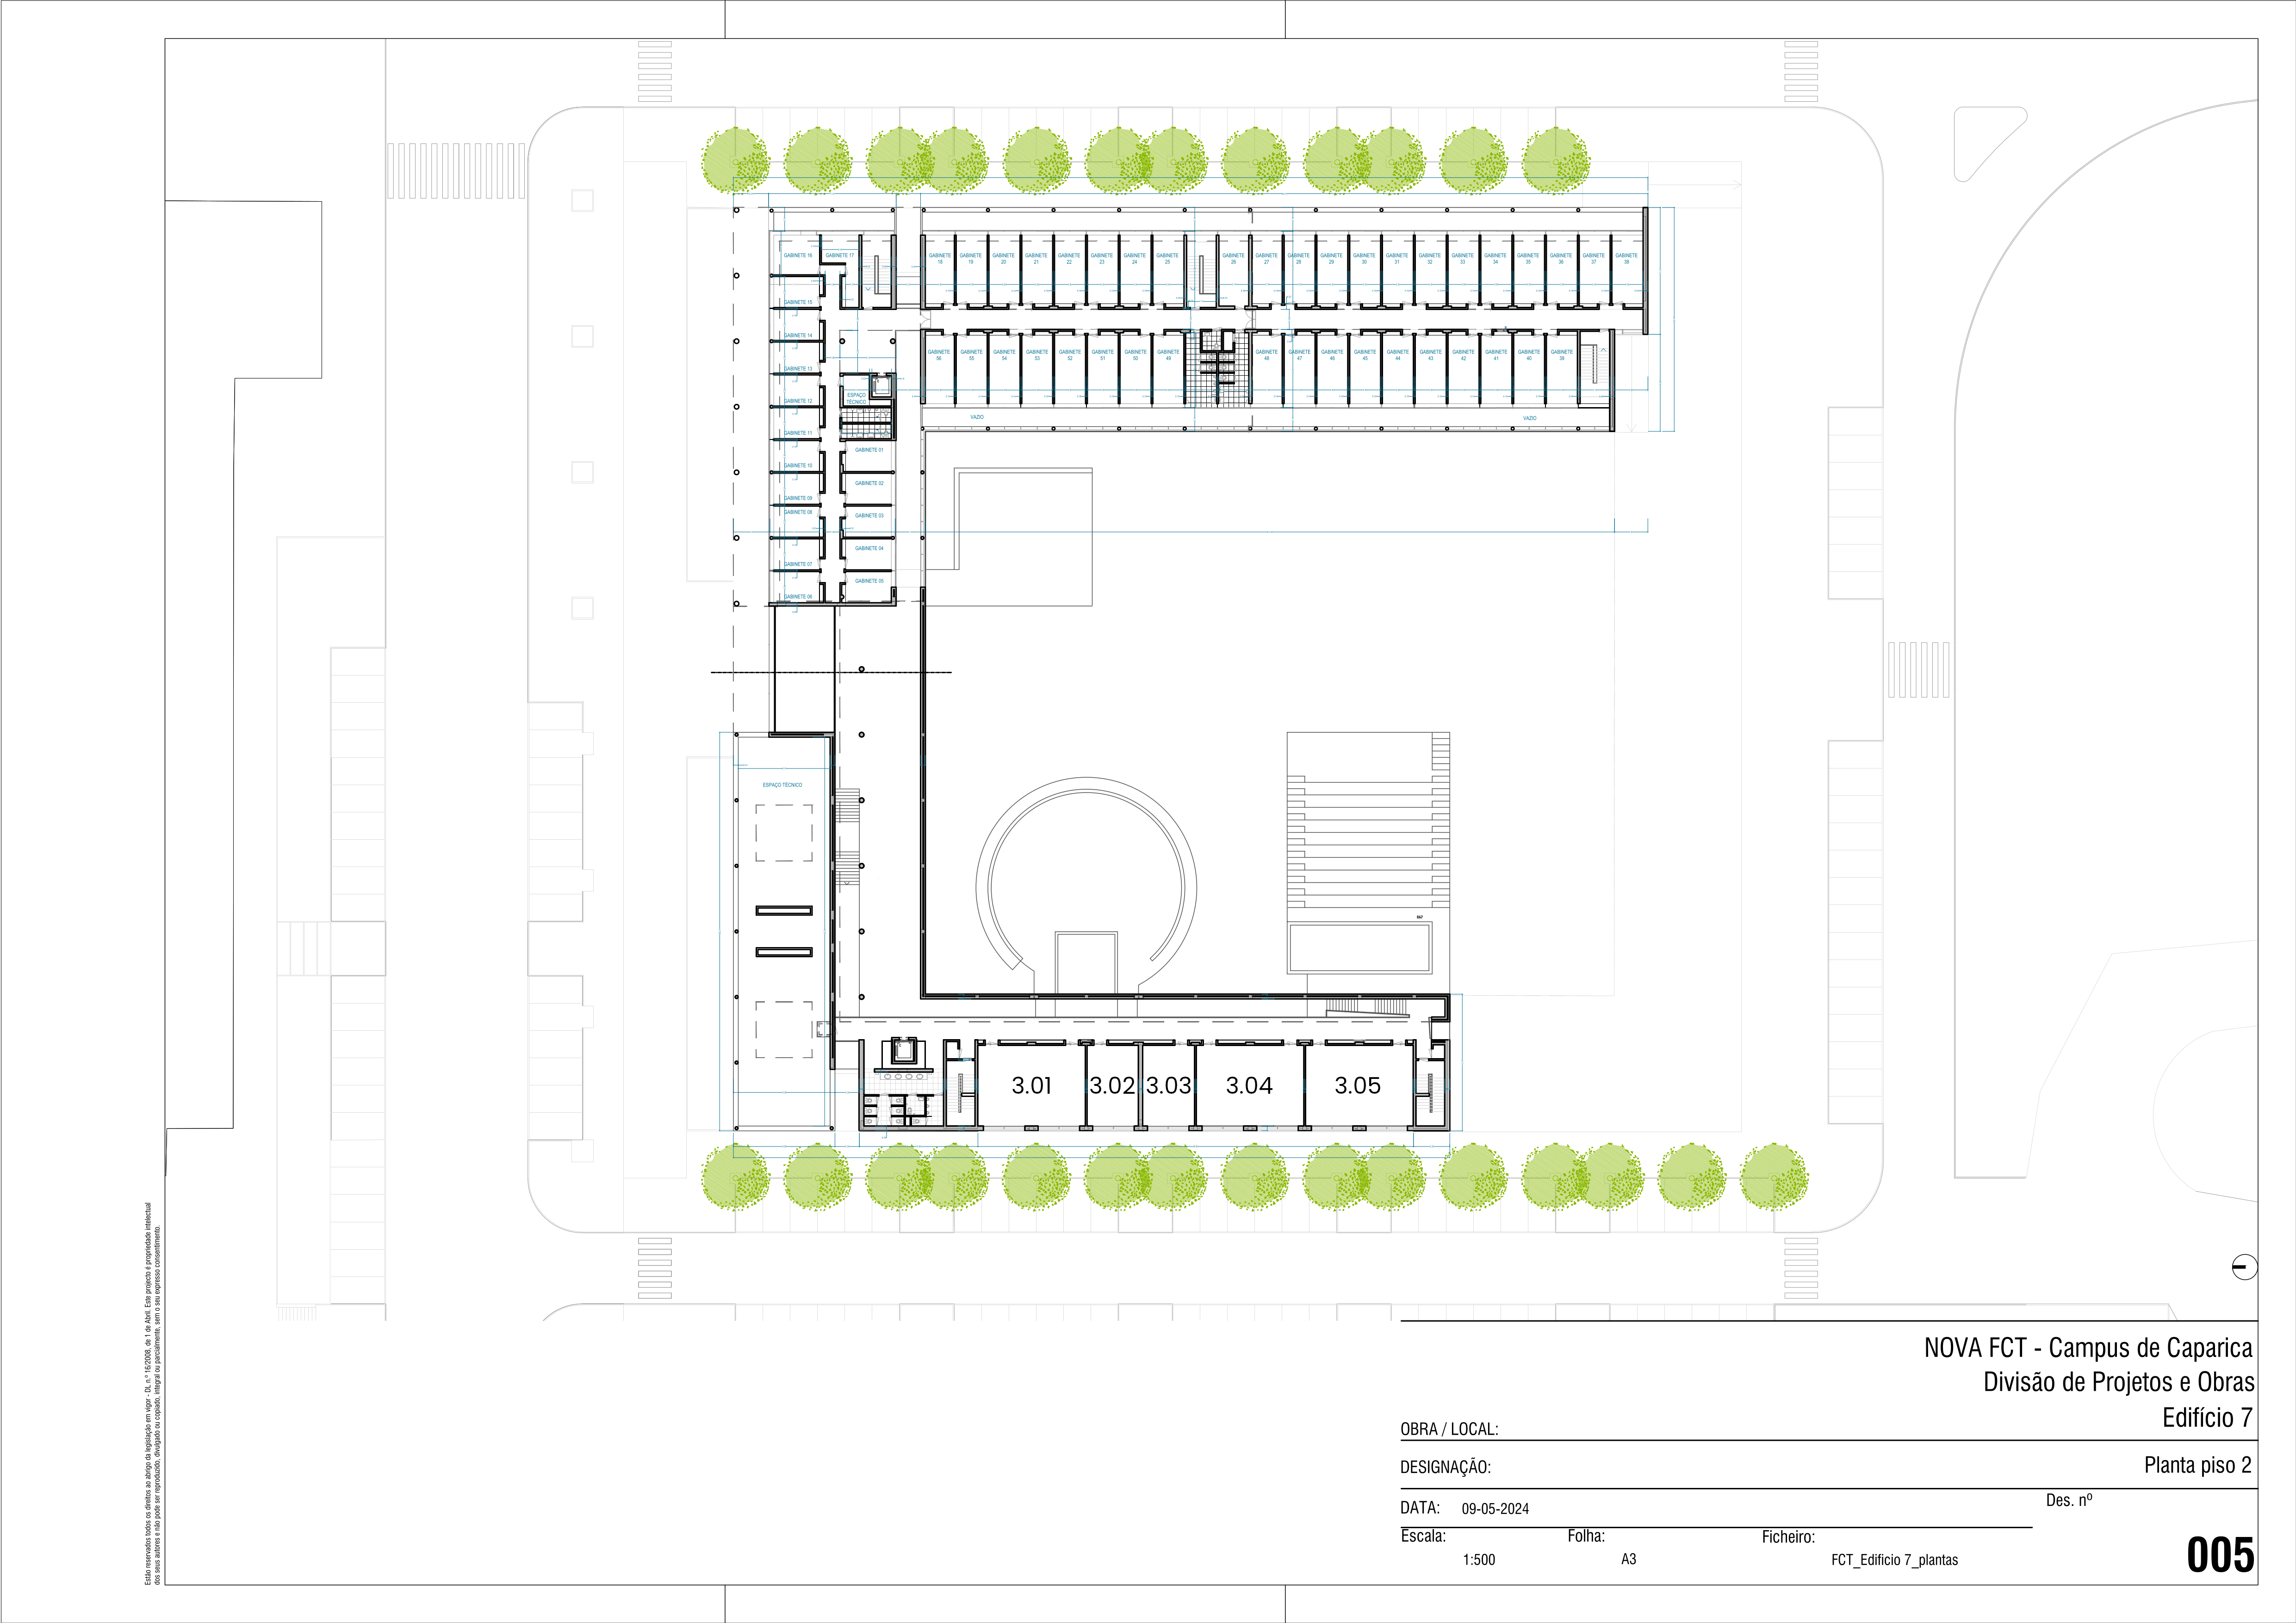 GABINETE 16
GABINETE 17
GABINETE
18
GABINETE
19
GABINETE
20
GABINETE
21
GABINETE
22
GABINETE
23
GABINETE
24
GABINETE
25
GABINETE
26
GABINETE
27
GABINETE
28
GABINETE
29
GABINETE
30
GABINETE
31
GABINETE
32
GABINETE
33
GABINETE
34
GABINETE
35
GABINETE
36
GABINETE
37
GABINETE
38
GABINETE 15
GABINETE 14
GABINETE 13
GABINETE 12
GABINETE 11
GABINETE 10
GABINETE 09
GABINETE 08
GABINETE 07
GABINETE 06
ESPAÇO
TÉCNICO
GABINETE 01
GABINETE 02
GABINETE 03
GABINETE 04
GABINETE 05
GABINETE
56
GABINETE
55
GABINETE
54
GABINETE
53
GABINETE
52
GABINETE
51
GABINETE
50
GABINETE
49
GABINETE
48
GABINETE
47
GABINETE
46
GABINETE
45
GABINETE
44
GABINETE
43
GABINETE
42
GABINETE
41
GABINETE
40
GABINETE
39
VAZIO
VAZIO
ESPAÇO TÉCNICO
3.01
3.02
3.03
3.04
3.05
Estão reservados todos os direitos ao abrigo da legislação em vigor - DL n.º 16/2008, de 1 de Abril. Este projecto é propriedade intelectual
dos seus autores e não pode ser reproduzido, divulgado ou copiado, integral ou parcialmente, sem o seu expresso consentimento.
NOVA FCT - Campus de Caparica
Divisão de Projetos e Obras
Edifício 7
OBRA / LOCAL:
DESIGNAÇÃO:
Planta piso 2
DATA: 09-05-2024
Des. nº
Escala:
1:500
Folha:
A3
Ficheiro:
FCT_Edificio 7_plantas
005